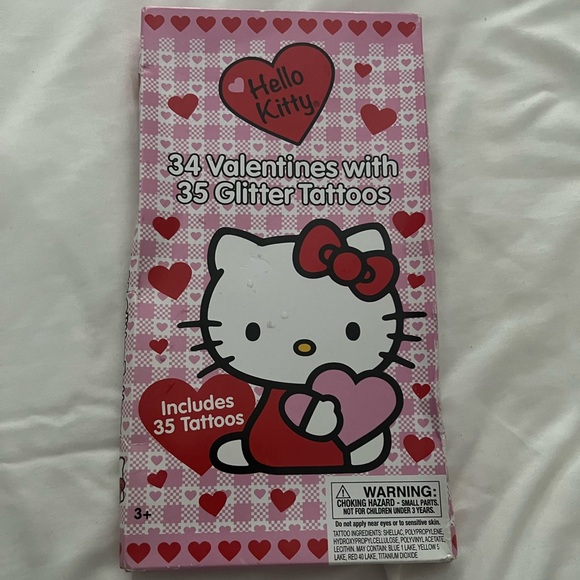 Hello
Kitty®
34 Valentines with
35 Glitter Tattoos
Includes
35 Tattoos
3+
WARNING:
CHOKING HAZARD - SMALL PARTS.
NOT FOR CHILDREN UNDER 3 YEARS.
Do not apply near eyes or to sensitive skin.
TATTOO INGREDIENTS: SHELLAC, POLYPROPYLENE,
HYDROXYPROPYLCELLULOSE, POLYVINYL ACETATE,
LECITHIN. MAY CONTAIN: BLUE 1 LAKE, YELLOW 5
LAKE, RED 40 LAKE, TITANIUM DIOXIDE